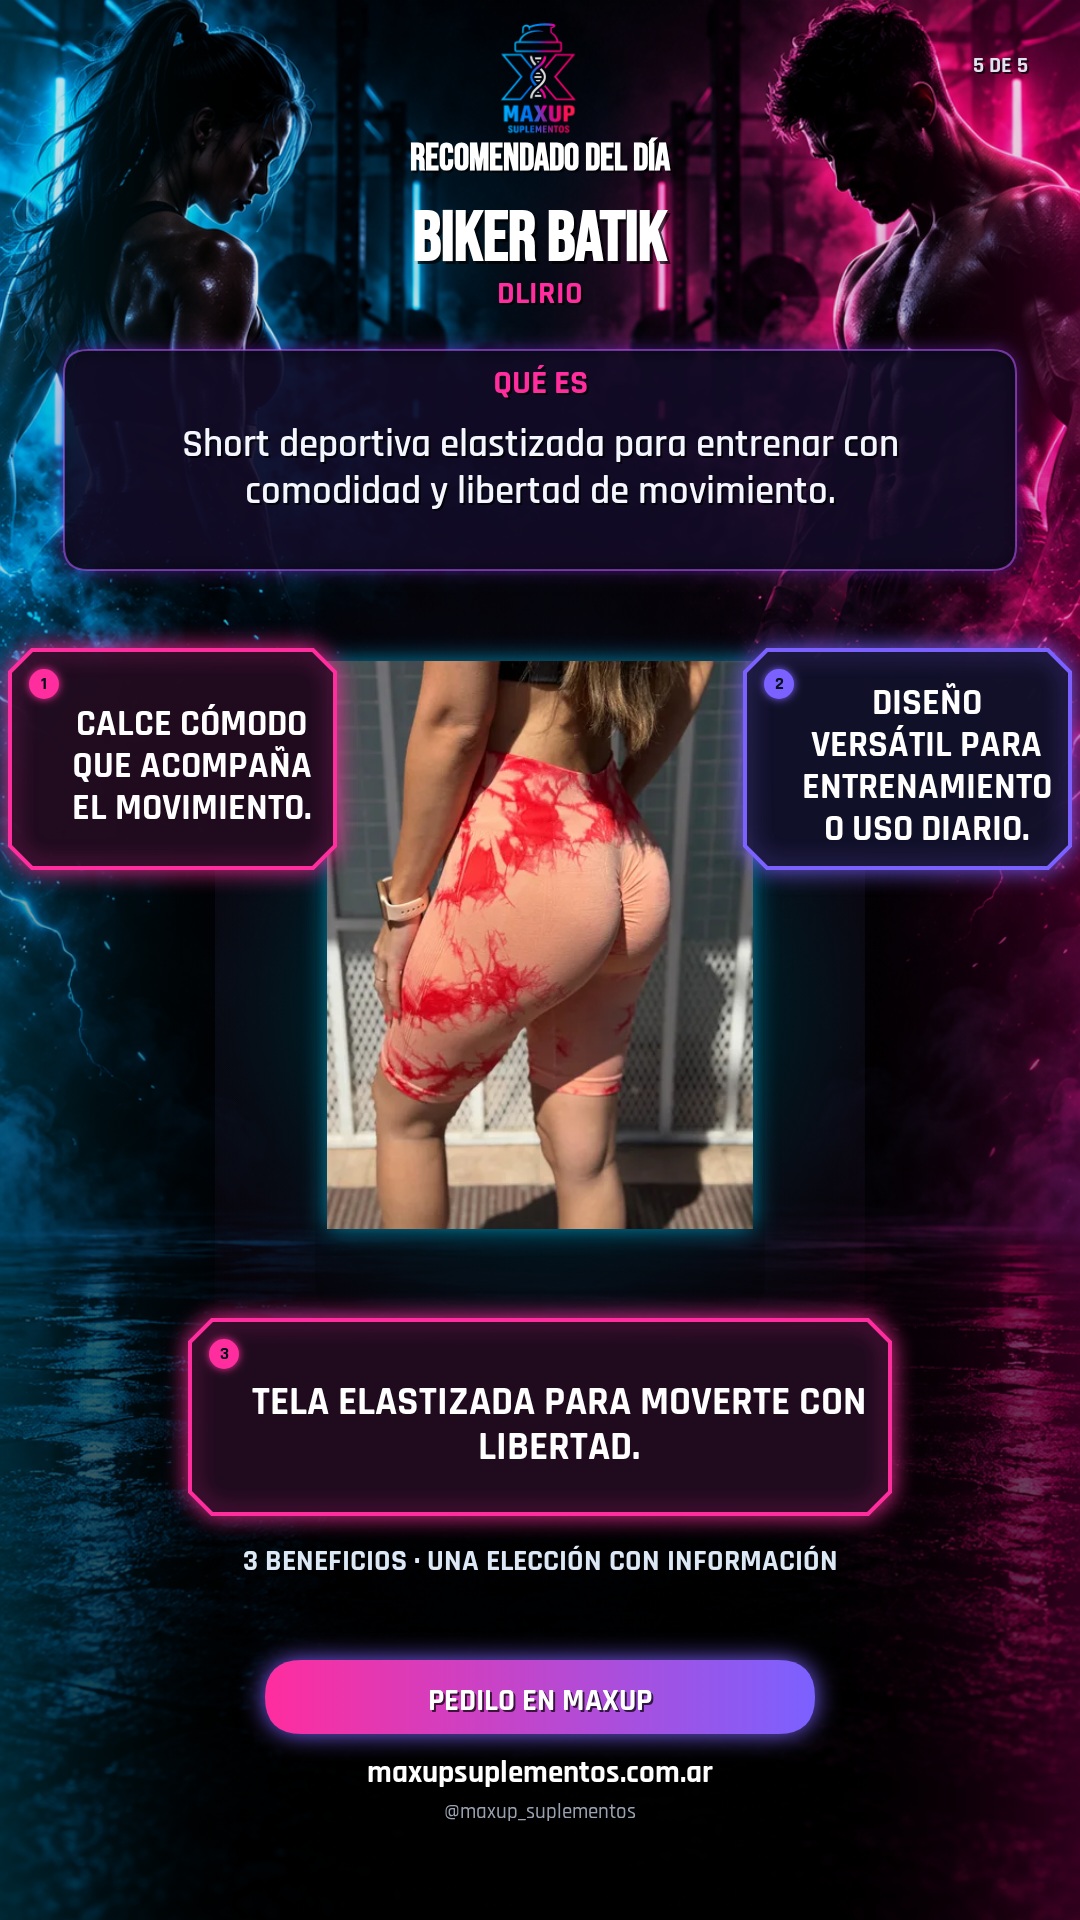 MAXUP
SUPLEMENTOS
5 DE 5
RECOMENDADO DEL DÍA
BIKER BATIK
DLIRIO
QUÉ ES
Short deportiva elastizada para entrenar con
comodidad y libertad de movimiento.
1
CALCE CÓMODO
QUE ACOMPAÑA
EL MOVIMIENTO.
2
DISEÑO
VERSÁTIL PARA
ENTRENAMIENTO
O USO DIARIO.
3
TELA ELASTIZADA PARA MOVERTE CON
LIBERTAD.
3 BENEFICIOS · UNA ELECCIÓN CON INFORMACIÓN
PEDILO EN MAXUP
maxupsuplementos.com.ar
@maxup_suplementos